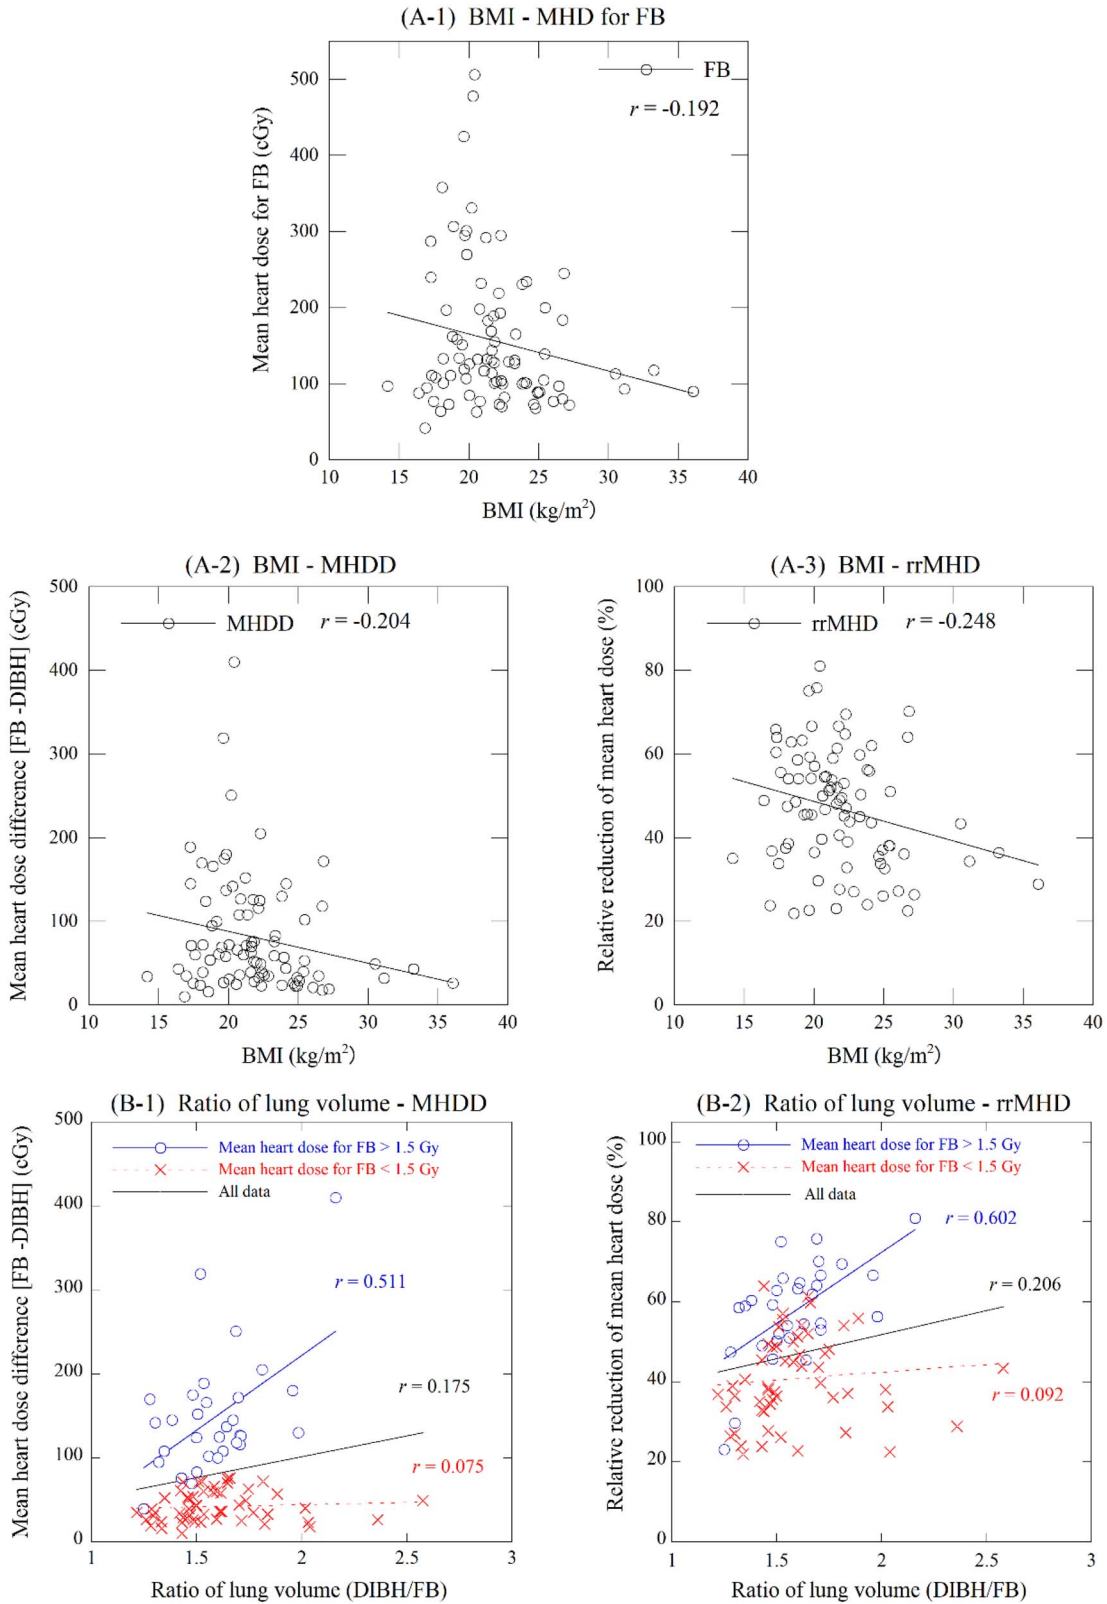 (A-1) BMI - MHD for FB
Mean heart dose for FB (cGy)
500
400
300
200
100
0
FB
r = -0.192
10 15 20 25 30 35 40
BMI (kg/m²)
(A-2) BMI - MHDD
Mean heart dose difference [FB -DIBH] (cGy)
500
400
300
200
100
0
MHDD r = -0.204
10 15 20 25 30 35 40
BMI (kg/m²)
(A-3) BMI - rrMHD
Relative reduction of mean heart dose (%)
100
80
60
40
20
0
rrMHD r = -0.248
10 15 20 25 30 35 40
BMI (kg/m²)
(B-1) Ratio of lung volume - MHDD
Mean heart dose difference [FB -DIBH] (cGy)
500
400
300
200
100
0
Mean heart dose for FB > 1.5 Gy
Mean heart dose for FB < 1.5 Gy
All data
r = 0.511
r = 0.175
r = 0.075
1 1.5 2 2.5 3
Ratio of lung volume (DIBH/FB)
(B-2) Ratio of lung volume - rrMHD
Relative reduction of mean heart dose (%)
100
80
60
40
20
0
Mean heart dose for FB > 1.5 Gy
Mean heart dose for FB < 1.5 Gy
All data
r = 0.602
r = 0.206
r = 0.092
1 1.5 2 2.5 3
Ratio of lung volume (DIBH/FB)